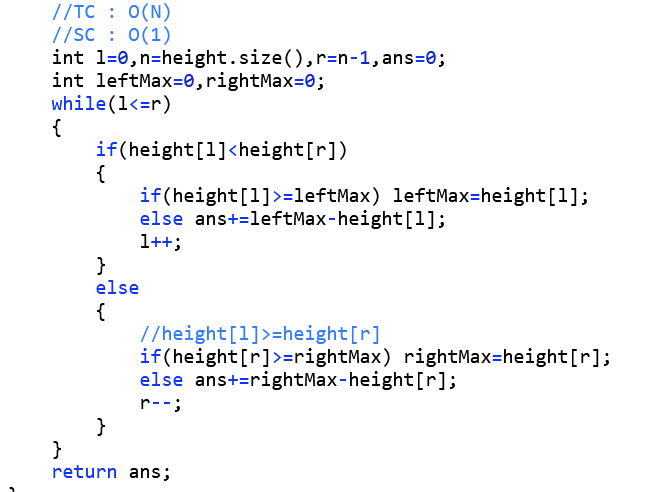 //TC : O(N)
//SC : O(1)
int l=0,n=height.size(),r=n-1,ans=0;
int leftMax=0,rightMax=0;
while(l<=r)
{
if(height[l]<height[r])
{
if(height[l]>=leftMax) leftMax=height[l];
else ans+=leftMax-height[l];
l++;
}
else
{
//height[l]>=height[r]
if(height[r]>=rightMax) rightMax=height[r];
else ans+=rightMax-height[r];
r--;
}
}
return ans;